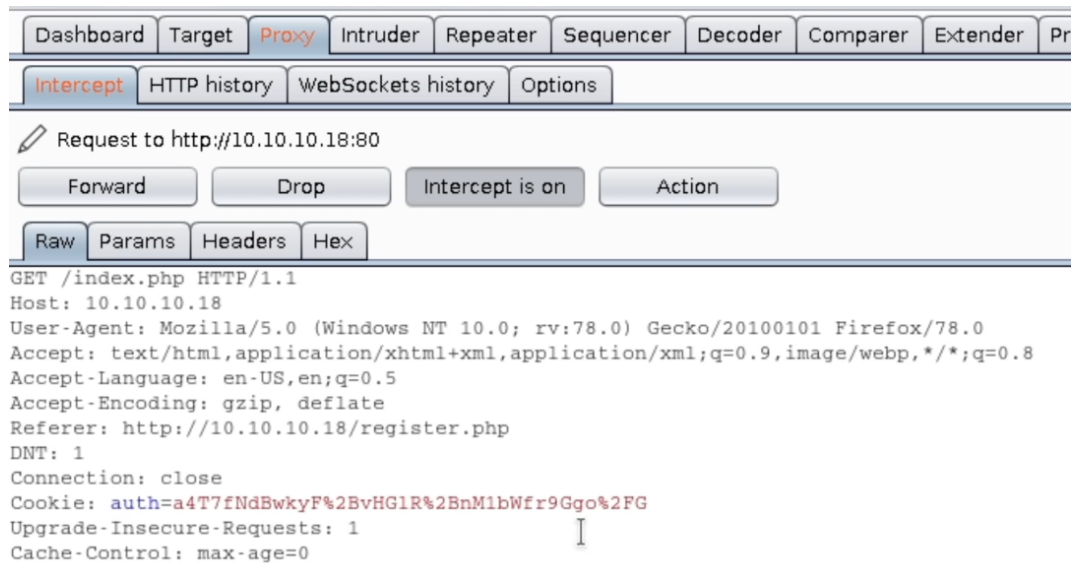 Dashboard Target Proxy Intruder Repeater Sequencer Decoder Comparer Extender Pr
Intercept HTTP history WebSockets history Options
Request to http://10.10.10.18:80
Forward Drop Intercept is on Action
Raw Params Headers Hex
GET /index.php HTTP/1.1
Host: 10.10.10.18
User-Agent: Mozilla/5.0 (Windows NT 10.0; rv:78.0) Gecko/20100101 Firefox/78.0
Accept: text/html,application/xhtml+xml,application/xml;q=0.9,image/webp,*/*;q=0.8
Accept-Language: en-US,en;q=0.5
Accept-Encoding: gzip, deflate
Referer: http://10.10.10.18/register.php
DNT: 1
Connection: close
Cookie: auth=a4T7fNdBwkyF%2BvHGlR%2BnM1bWfr9Ggo%2FG
Upgrade-Insecure-Requests: 1
Cache-Control: max-age=0